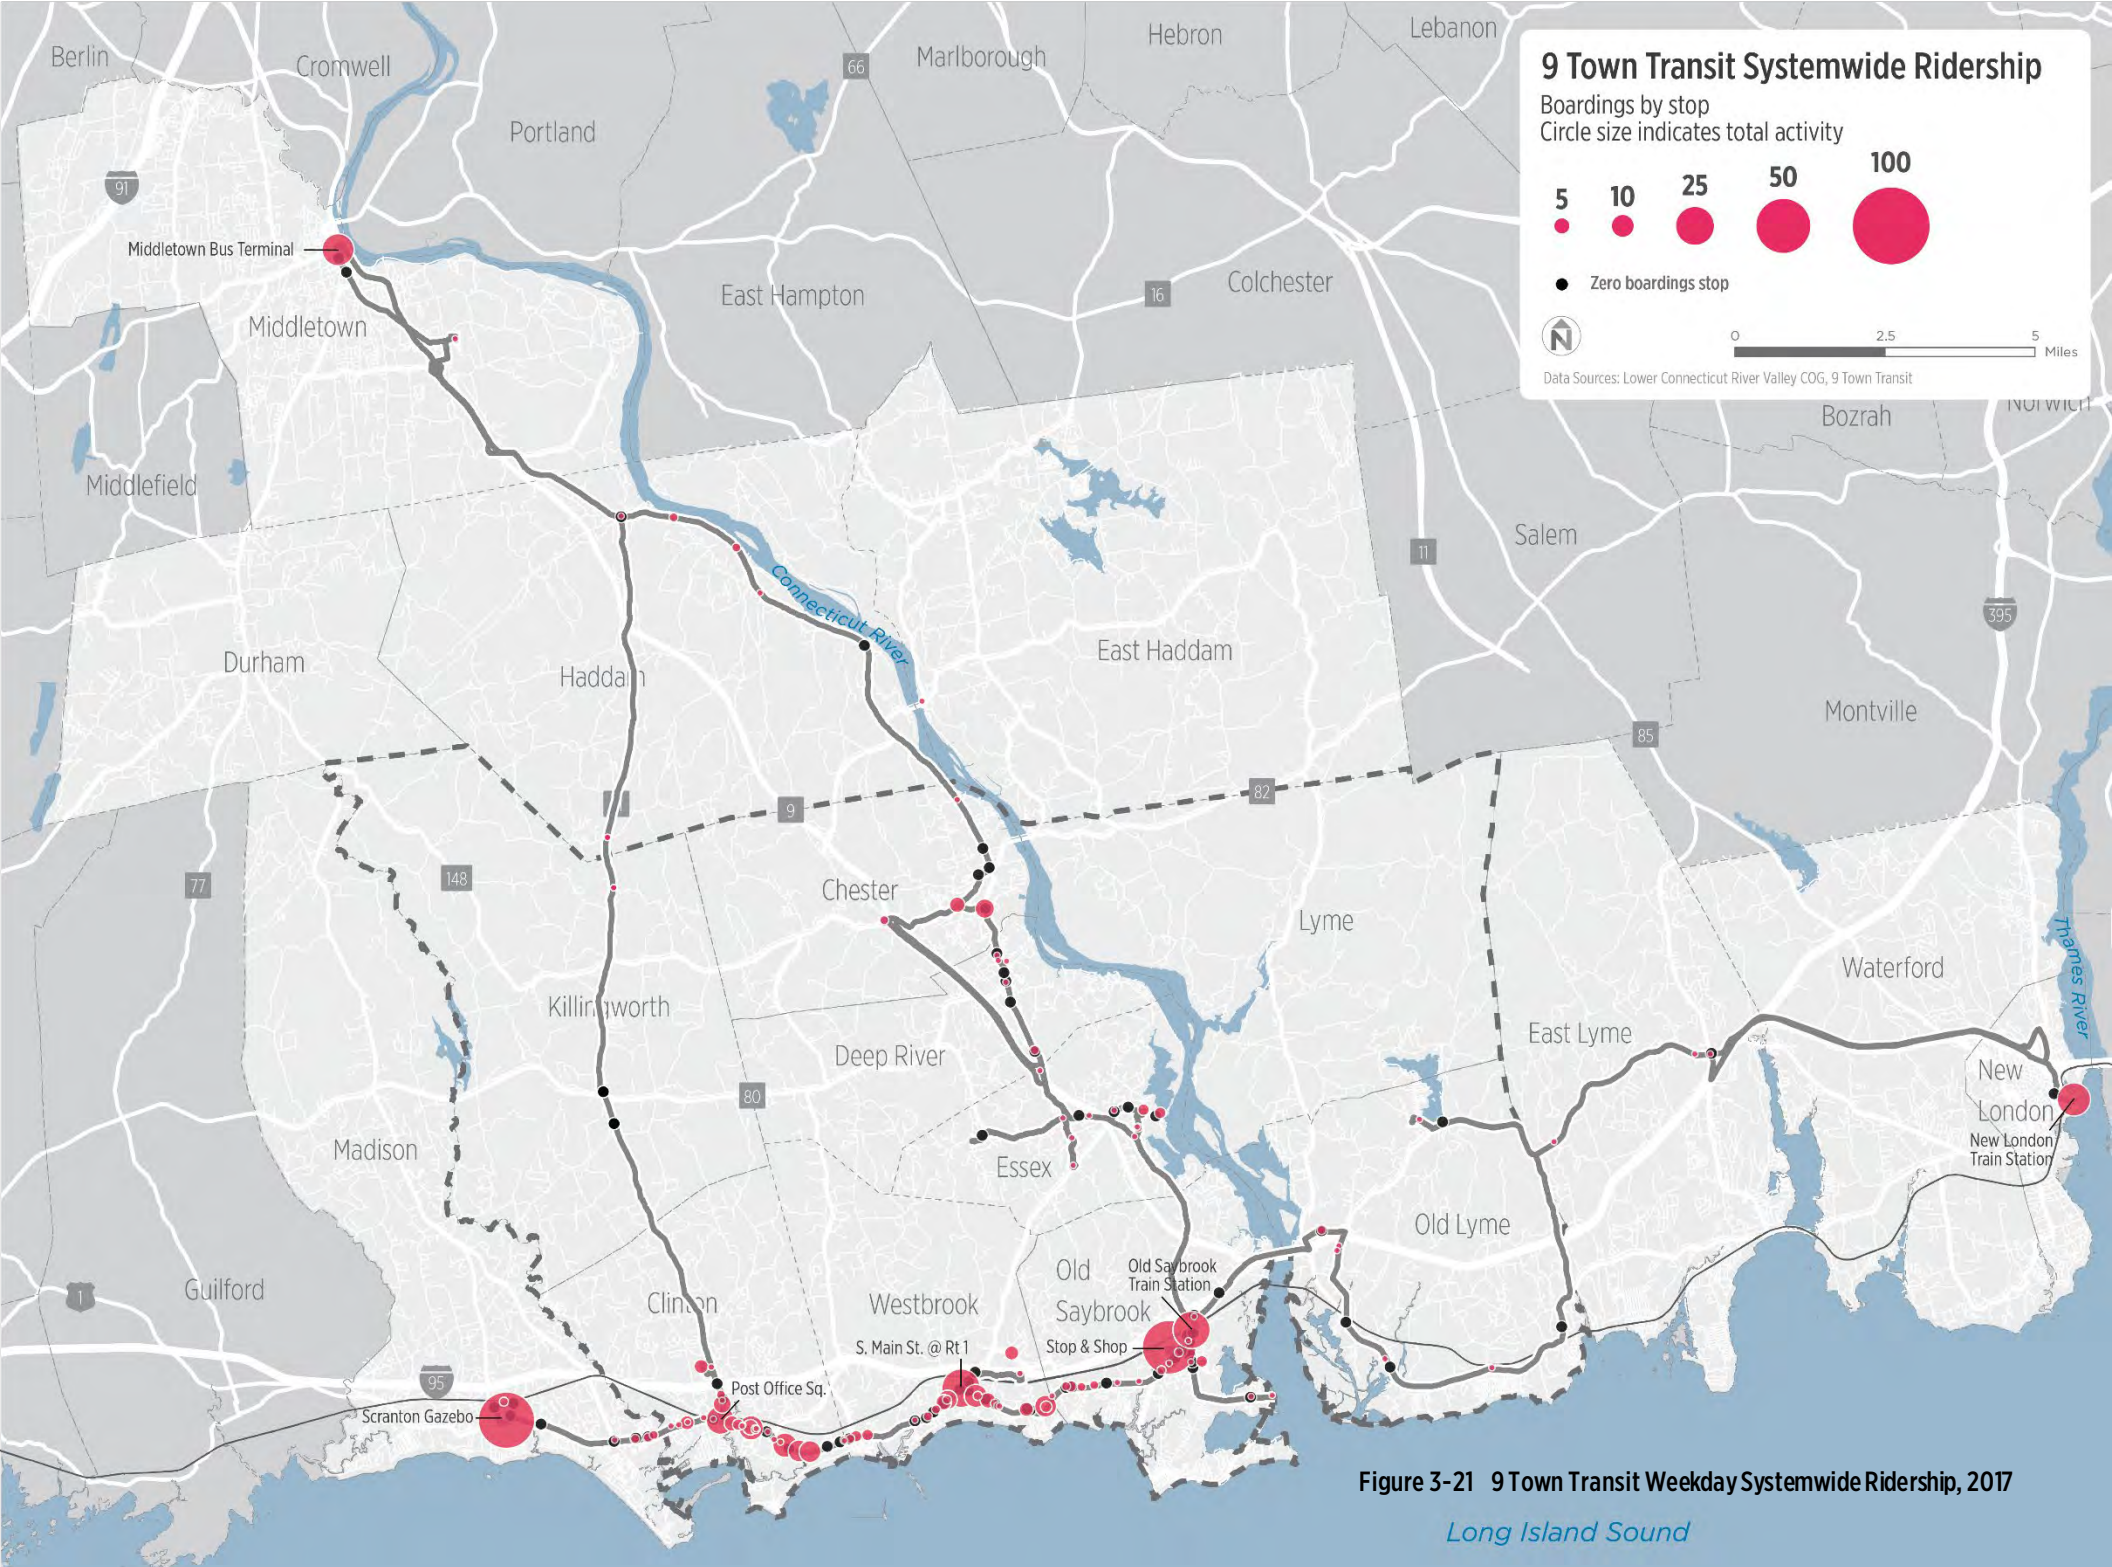 Berlin
Cromwell
66
Marlborough
Hebron
Lebanon
9 Town Transit Systemwide Ridership
Boardings by stop
Circle size indicates total activity
5
10
25
50
100
Zero boardings stop
N
0
2.5
5
Miles
Data Sources: Lower Connecticut River Valley COG, 9 Town Transit
Portland
91
Middletown Bus Terminal
Middletown
East Hampton
16
Colchester
Norwich
Bozrah
Middlefield
Salem
11
395
Connecticut River
Durham
Haddam
East Haddam
Montville
85
82
9
77
148
Chester
Lyme
Waterford
Thames River
Killingworth
Deep River
East Lyme
New
London
New London
Train Station
80
Madison
Essex
Old Lyme
1
Guilford
Clinton
Westbrook
Old
Saybrook
Old Saybrook
Train Station
S. Main St. @ Rt 1
Stop & Shop
95
Post Office Sq.
Scranton Gazebo
Figure 3-21 9 Town Transit Weekday Systemwide Ridership, 2017
Long Island Sound